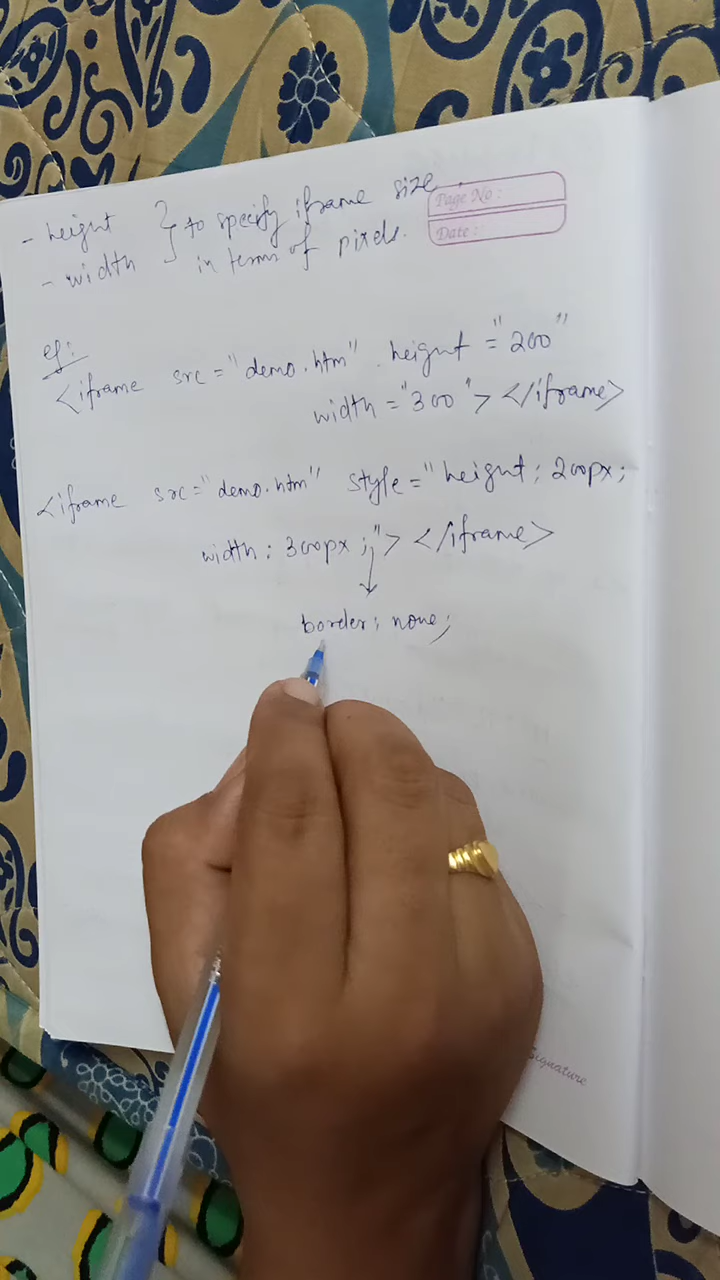 - height } to specify iframe size
- width in terms of pixels.
Page No :
Date :
eg:
<iframe src="demo.htm" height="200"
width="300"></iframe>
<iframe src="demo.htm" style="height: 200px;
width: 300px;"></iframe>
border: none;
Signature